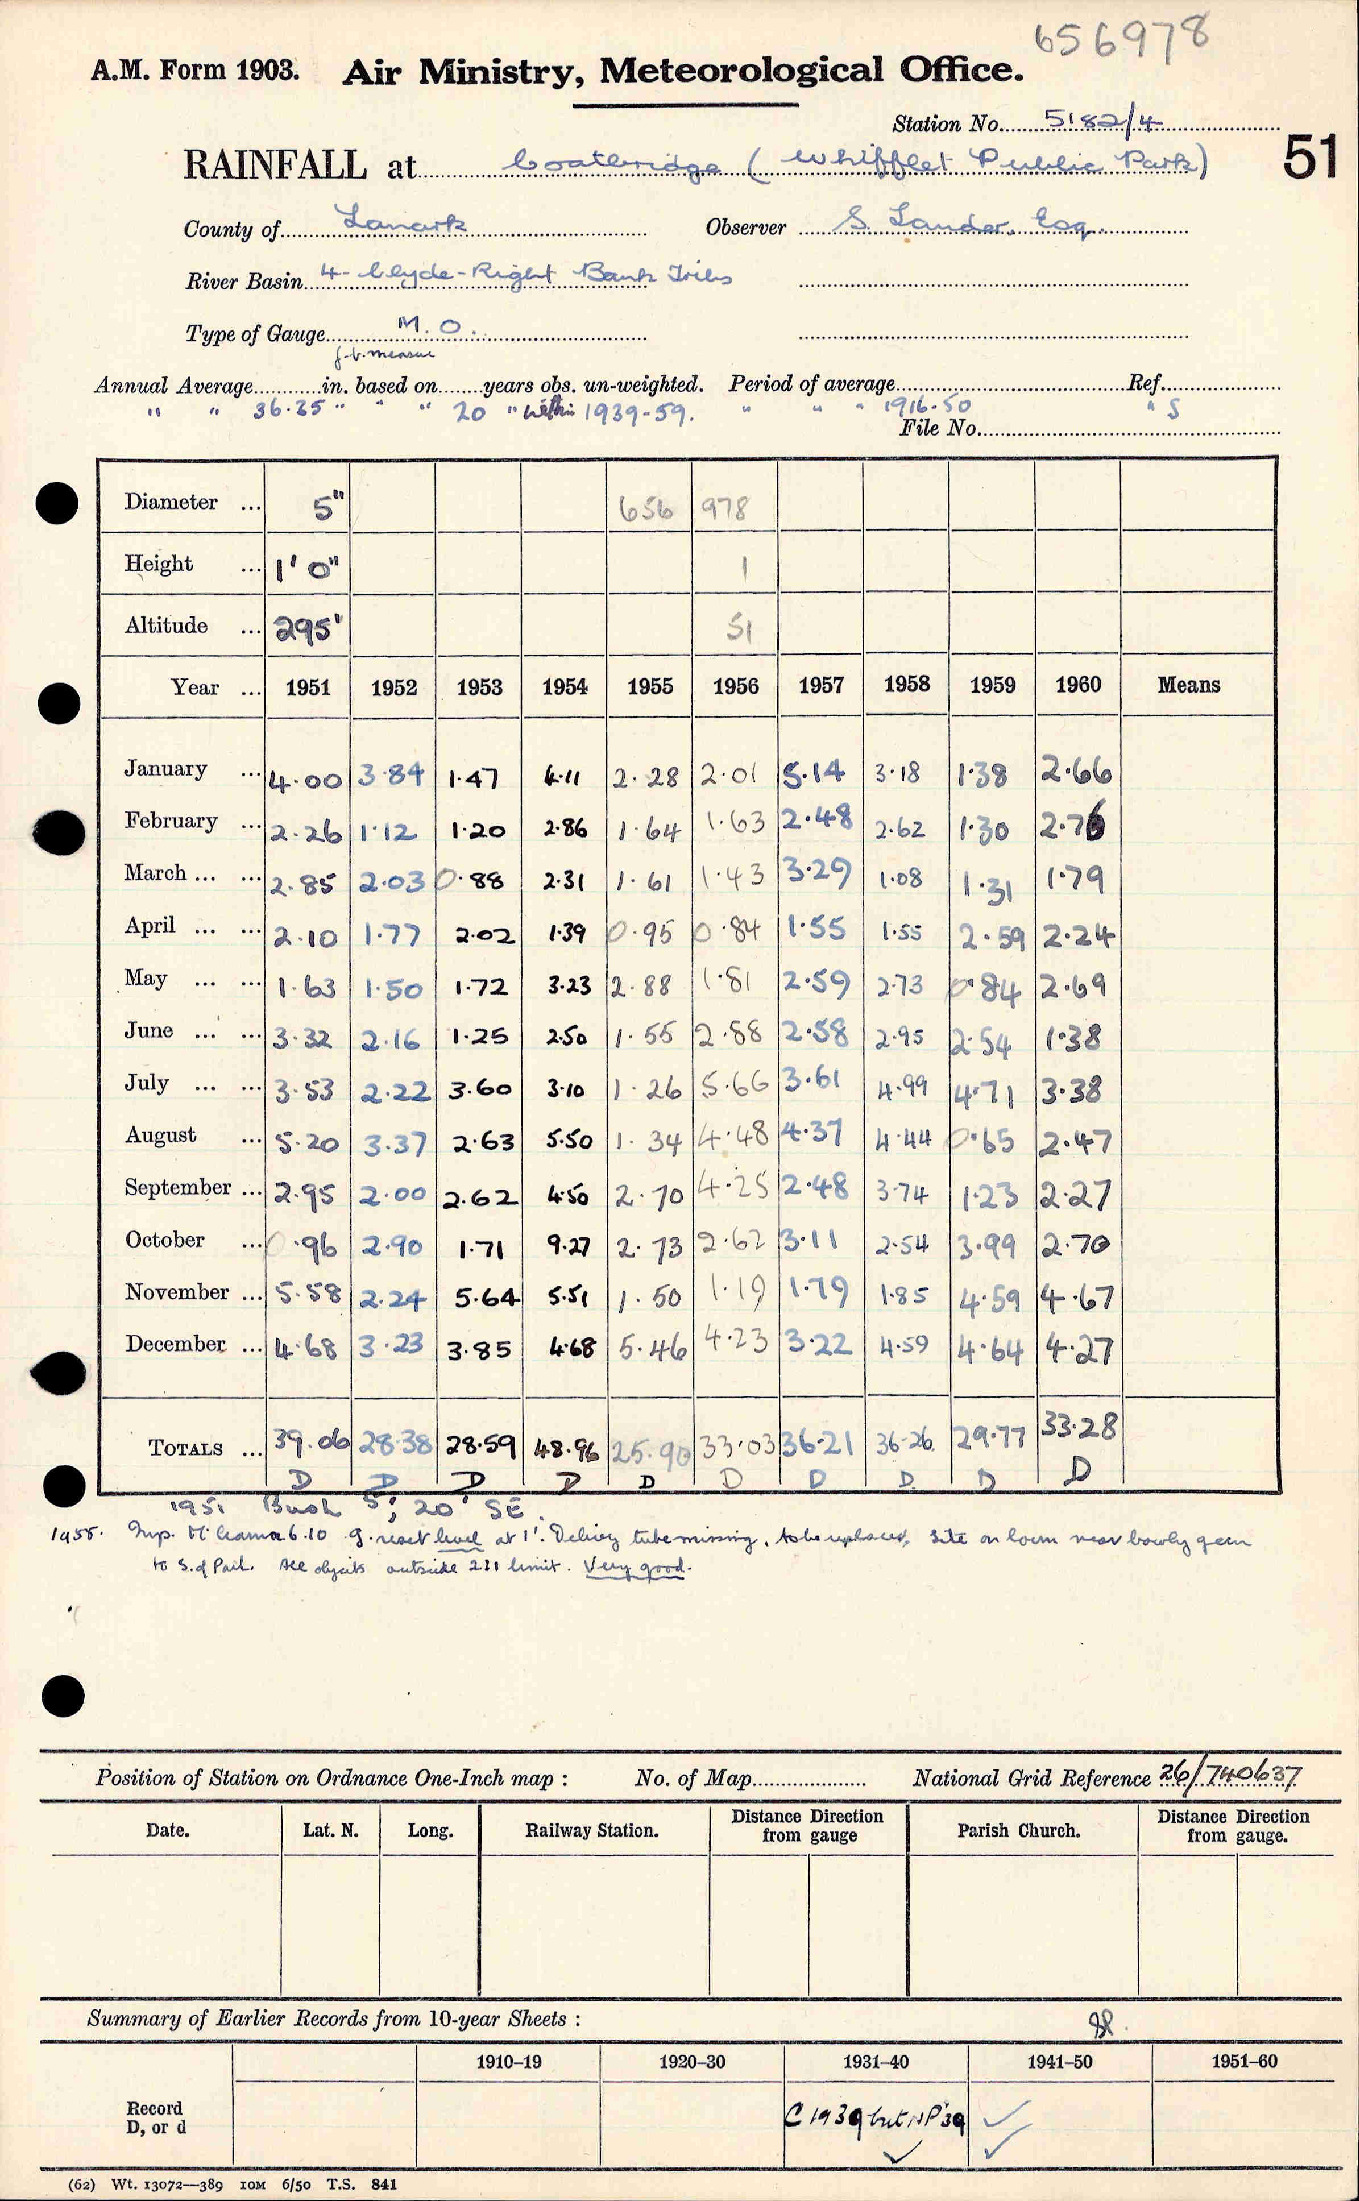 656978
A.M. Form 1903. Air Ministry, Meteorological Office.
Station No. 5182/4
RAINFALL at Coatbridge (Whifflet Public Park) 51
County of Lanark Observer S. Lauder, Esq.
River Basin 4 - Clyde - Right Bank Tribs
Type of Gauge M.O.
f.b. measure
Annual Average in. based on years obs. un-weighted. Period of average Ref.
" " 36.35 " " " 20 " within 1939-59. " " " 1916-50 " S
File No.
Diameter ... 5" 656 978
Height ... 1' 0" 1
Altitude ... 295' 51
Year ... 1951 1952 1953 1954 1955 1956 1957 1958 1959 1960 Means
January ... 4.00 3.84 1.47 4.11 2.28 2.01 5.14 3.18 1.38 2.66
February ... 2.26 1.12 1.20 2.86 1.64 1.63 2.48 2.62 1.30 2.76
March ... ... 2.85 2.03 0.88 2.31 1.61 1.43 3.29 1.08 1.31 1.79
April ... ... 2.10 1.77 2.02 1.39 0.95 0.84 1.55 1.55 2.59 2.24
May ... ... 1.63 1.50 1.72 3.23 2.88 1.81 2.59 2.73 0.84 2.69
June ... ... 3.32 2.16 1.25 2.50 1.55 2.88 2.58 2.95 2.54 1.38
July ... ... 3.53 2.22 3.60 3.10 1.26 5.66 3.61 4.99 4.71 3.38
August ... 5.20 3.37 2.63 5.50 1.34 4.48 4.37 4.44 0.65 2.47
September ... 2.95 2.00 2.62 4.50 2.70 4.25 2.48 3.74 1.23 2.27
October ... 0.96 2.90 1.71 9.27 2.73 2.62 3.11 2.54 3.99 2.70
November ... 5.58 2.24 5.64 5.51 1.50 1.19 1.79 1.85 4.59 4.67
December ... 4.68 3.23 3.85 4.68 5.46 4.23 3.22 4.59 4.64 4.27
TOTALS ... 39.06 28.38 28.59 48.96 25.90 33.03 36.21 36.26 29.77 33.28
D D D D D D D D D D
1951 Bush 5'; 20' SE.
1955. Insp. 6.10 g. reset level at 1'. Delivery tube missing, to be replaced, Site on lawn near bowling green
to S. of Park. All objects outside 2H limit. Very good.
Position of Station on Ordnance One-Inch map : No. of Map National Grid Reference 26/740637
Date. Lat. N. Long. Railway Station. Distance from gauge Direction Parish Church. Distance from gauge. Direction
Summary of Earlier Records from 10-year Sheets :
1910-19 1920-30 1931-40 1941-50 1951-60
Record D, or d C 1939 but NP '39
(62) Wt. 13072—389 10M 6/50 T.S. 841